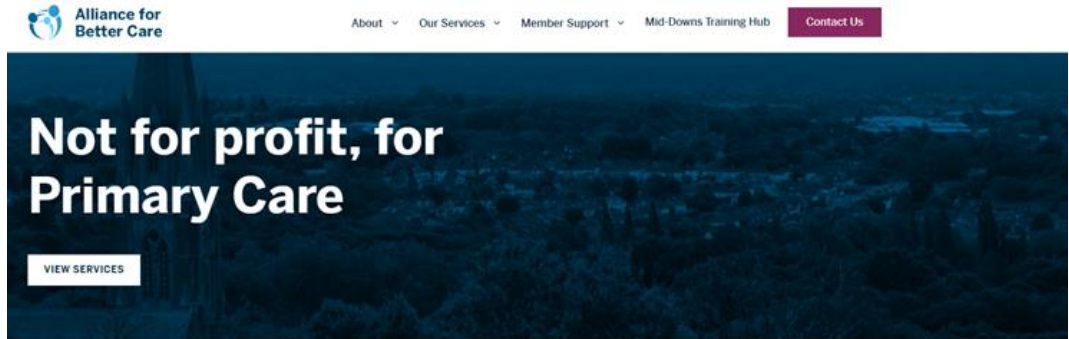 Alliance for
Better Care
About
Our Services
Member Support
Mid-Downs Training Hub
Contact Us
Not for profit, for
Primary Care
VIEW SERVICES